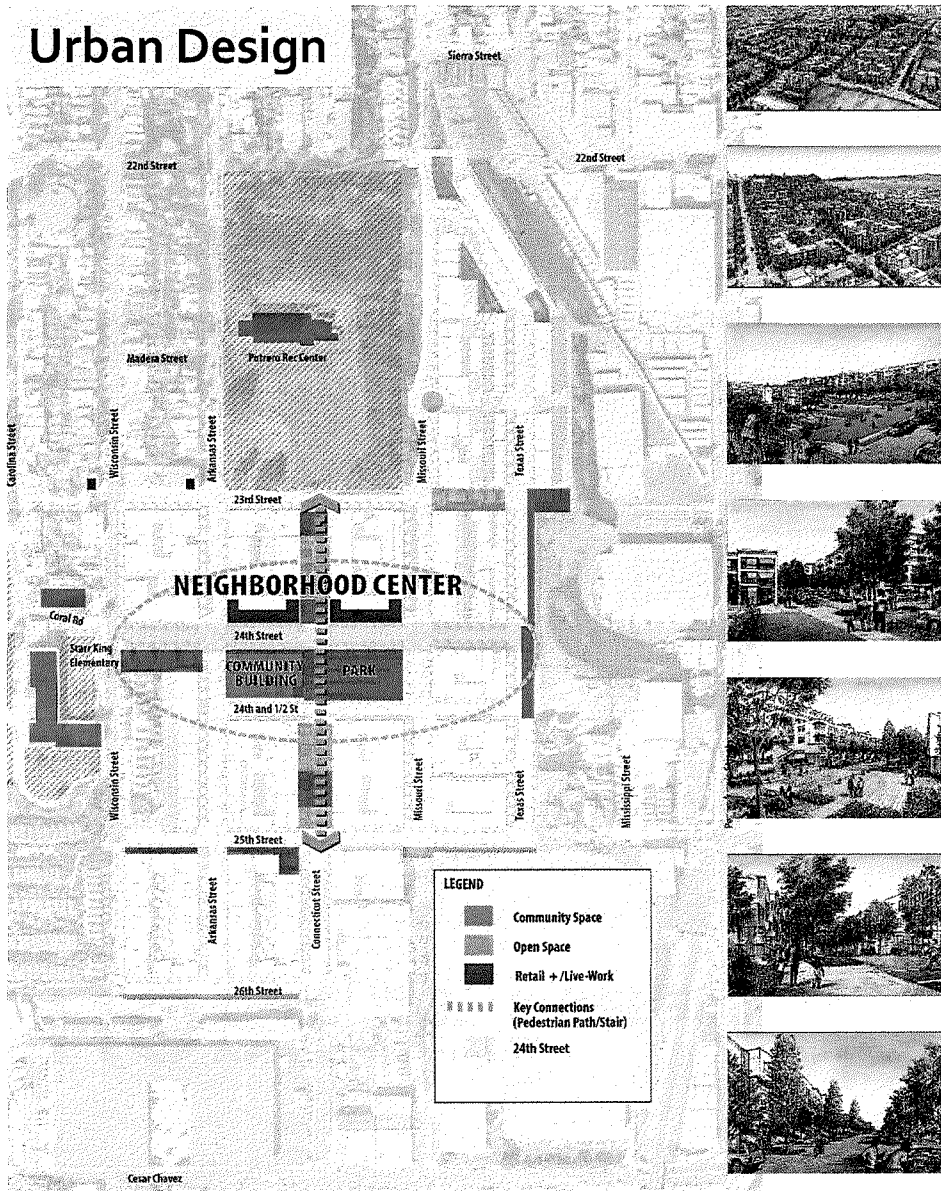 Urban Design
Sierra Street
22nd Street
22nd Street
Madera Street
Potrero Rec Center
Carolina Street
Wisconsin Street
Arkansas Street
Missouri Street
Texas Street
23rd Street
NEIGHBORHOOD CENTER
Coral Rd
24th Street
Starr King
Elementary
COMMUNITY
BUILDING
PARK
24th and 1/2 St
Wisconsin Street
Missouri Street
Texas Street
Mississippi Street
25th Street
Arkansas Street
Connecticut Street
LEGEND
Community Space
Open Space
Retail + /Live-Work
Key Connections
(Pedestrian Path/Stair)
24th Street
26th Street
Cesar Chavez